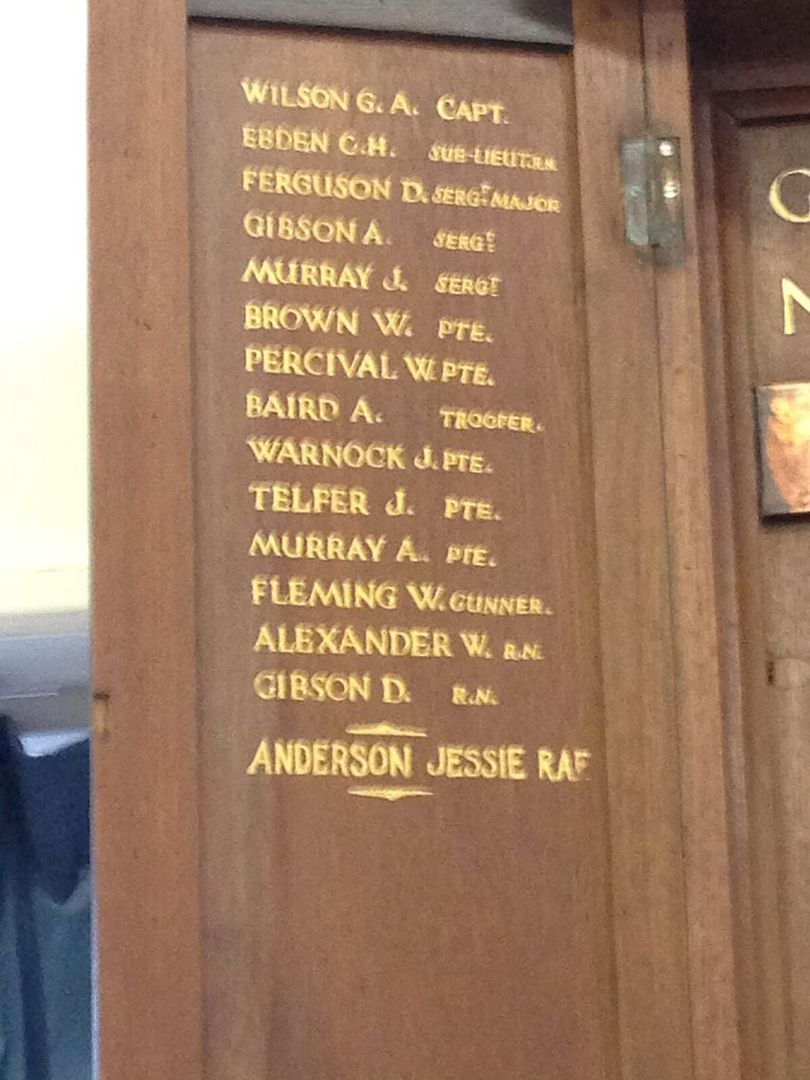 WILSON G. A. CAPT.
EBDEN C.H. SUB-LIEUT. R.N.
FERGUSON D. SERGT MAJOR
GIBSON A. SERGT
MURRAY J. SERGT
BROWN W. PTE.
PERCIVAL W. PTE.
BAIRD A. TROOPER.
WARNOCK J. PTE.
TELFER J. PTE.
MURRAY A. PTE.
FLEMING W. GUNNER.
ALEXANDER W. R.N.
GIBSON D. R.N.
ANDERSON JESSIE RAF